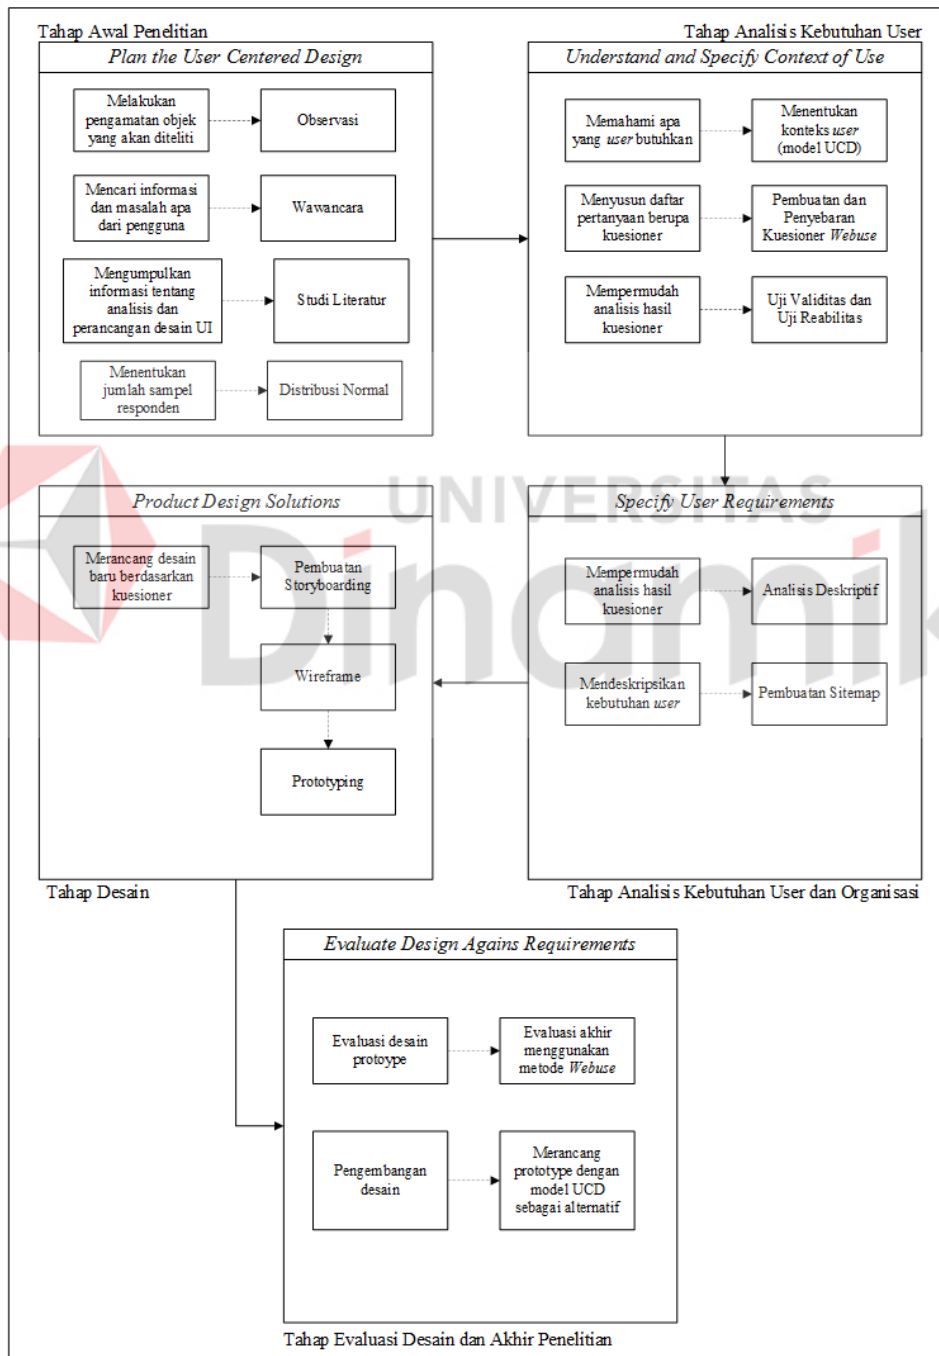 Tahap Awal Penelitian
Plan the User Centered Design
Melakukan
pengamatan objek
yang akan diteliti
Observasi
Mencari informasi
dan masalah apa
dari pengguna
Wawancara
Mengumpulkan
informasi tentang
analisis dan
perancangan desain UI
Studi Literatur
Menentukan
jumlah sampel
responden
Distribusi Normal
Tahap Analisis Kebutuhan User
Understand and Specify Context of Use
Memahami apa
yang user butuhkan
Menentukan
konteks user
(model UCD)
Menyusun daftar
pertanyaan berupa
kuesioner
Pembuatan dan
Penyebaran
Kuesioner Webuse
Mempermudah
analisis hasil
kuesioner
Uji Validitas dan
Uji Reabilitas
UNIVERSITAS
Dinamik
Specify User Requirements
Mempermudah
analisis hasil
kuesioner
Analisis Deskriptif
Mendeskripsikan
kebutuhan user
Pembuatan Sitemap
Tahap Analisis Kebutuhan User dan Organisasi
Product Design Solutions
Merancang desain
baru berdasarkan
kuesioner
Pembuatan
Storyboarding
Wireframe
Prototyping
Tahap Desain
Evaluate Design Agains Requirements
Evaluasi desain
protoype
Evaluasi akhir
menggunakan
metode Webuse
Pengembangan
desain
Merancang
prototype dengan
model UCD
sebagai alternatif
Tahap Evaluasi Desain dan Akhir Penelitian